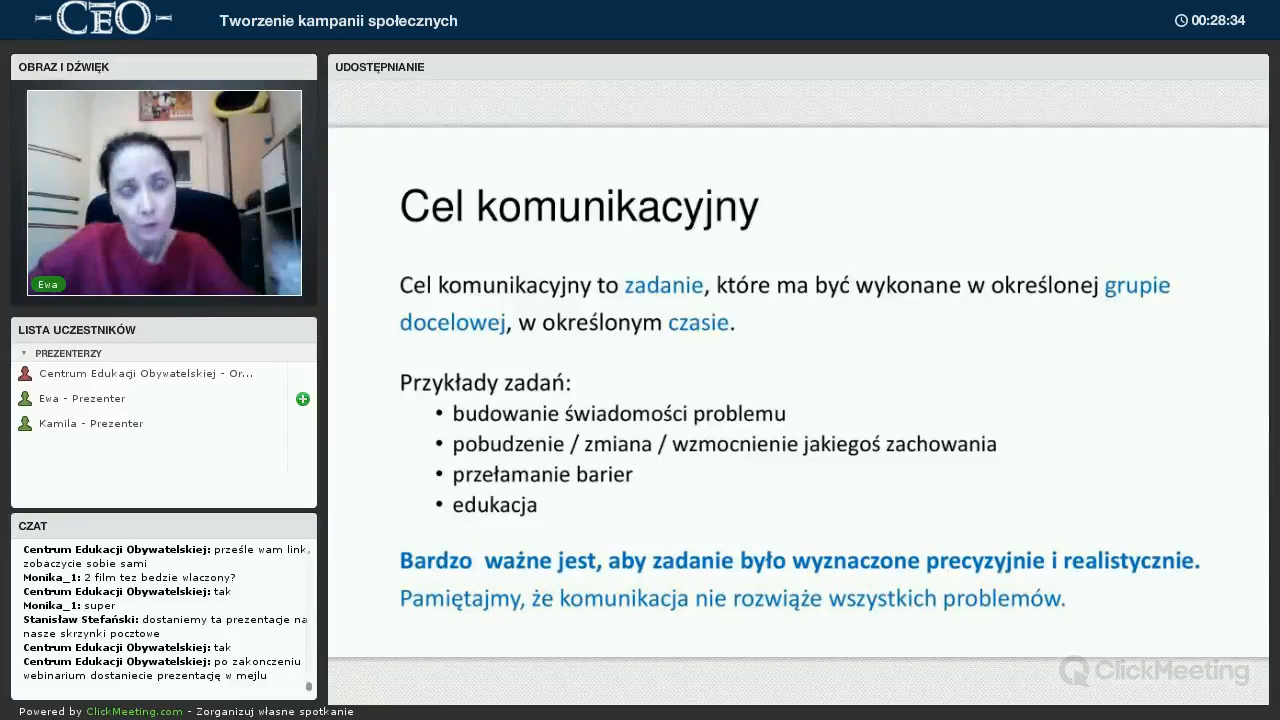 CEO
Tworzenie kampanii społecznych
00:28:34
OBRAZ I DŹWIĘK
Ewa
LISTA UCZESTNIKÓW
PREZENTERZY
Centrum Edukacji Obywatelskiej - Or...
Ewa - Prezenter
Kamila - Prezenter
CZAT
Centrum Edukacji Obywatelskiej: prześle wam link,
zobaczycie sobie sami
Monika_1: 2 film tez bedzie wlaczony?
Centrum Edukacji Obywatelskiej: tak
Monika_1: super
Stanisław Stefański: dostaniemy ta prezentacje na
nasze skrzynki pocztowe
Centrum Edukacji Obywatelskiej: tak
Centrum Edukacji Obywatelskiej: po zakonczeniu
webinarium dostaniecie prezentację w mejlu
UDOSTĘPNIANIE
Cel komunikacyjny
Cel komunikacyjny to zadanie, które ma być wykonane w określonej grupie
docelowej, w określonym czasie.
Przykłady zadań:
• budowanie świadomości problemu
• pobudzenie / zmiana / wzmocnienie jakiegoś zachowania
• przełamanie barier
• edukacja
Bardzo ważne jest, aby zadanie było wyznaczone precyzyjnie i realistycznie.
Pamiętajmy, że komunikacja nie rozwiąże wszystkich problemów.
ClickMeeting
Powered by ClickMeeting.com - Zorganizuj własne spotkanie